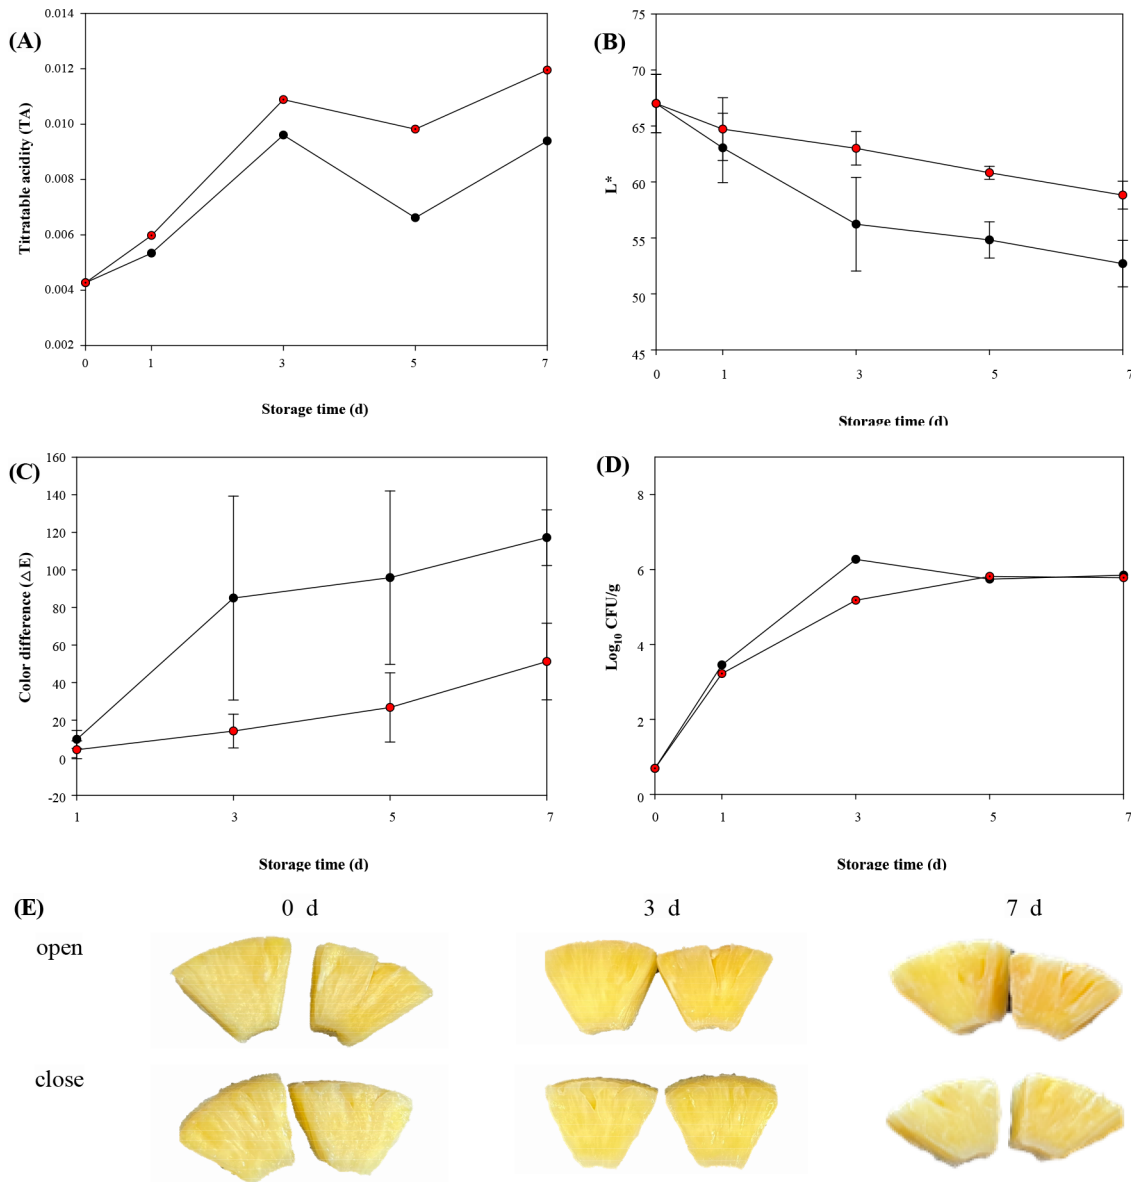 (A)
Titratable acidity (TA)
0.014
0.012
0.010
0.008
0.006
0.004
0.002
0 1 3 5 7
Storage time (d)
(B)
L*
75
70
65
60
55
50
45
0 1 3 5 7
Storage time (d)
(C)
Color difference (△E)
160
140
120
100
80
60
40
20
0
-20
1 3 5 7
Storage time (d)
(D)
Log10 CFU/g
8
6
4
2
0
0 1 3 5 7
Storage time (d)
(E)
0 d 3 d 7 d
open
close